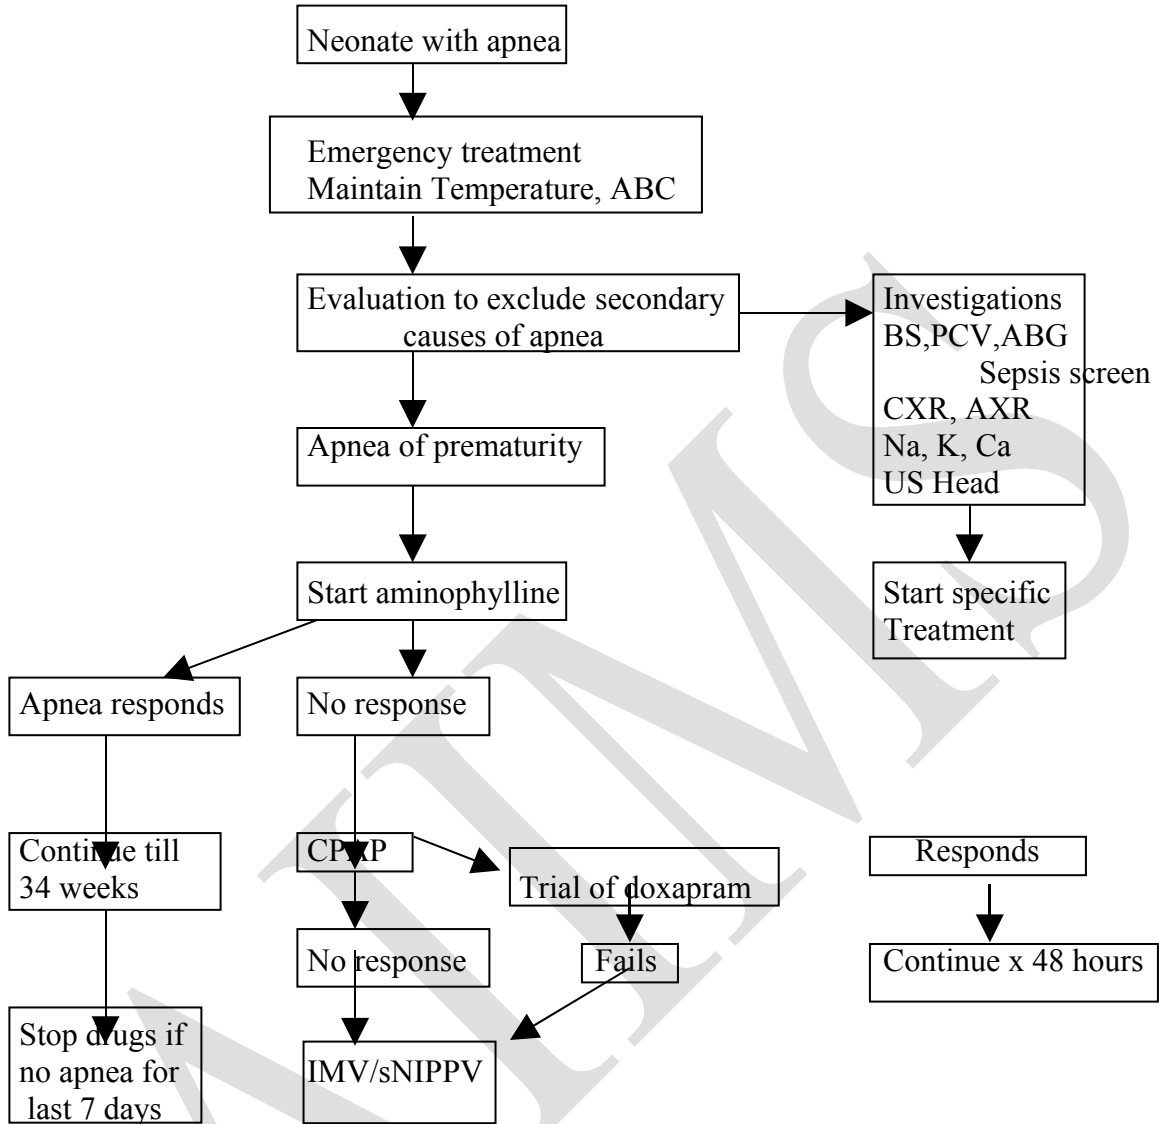 Neonate with apnea
Emergency treatment
Maintain Temperature, ABC
Evaluation to exclude secondary
causes of apnea
Investigations
BS,PCV,ABG
Sepsis screen
CXR, AXR
Na, K, Ca
US Head
Apnea of prematurity
Start aminophylline
Start specific
Treatment
Apnea responds
No response
Continue till
34 weeks
CPAP
Trial of doxapram
Responds
No response
Fails
Continue x 48 hours
Stop drugs if
no apnea for
last 7 days
IMV/sNIPPV
AIIMS